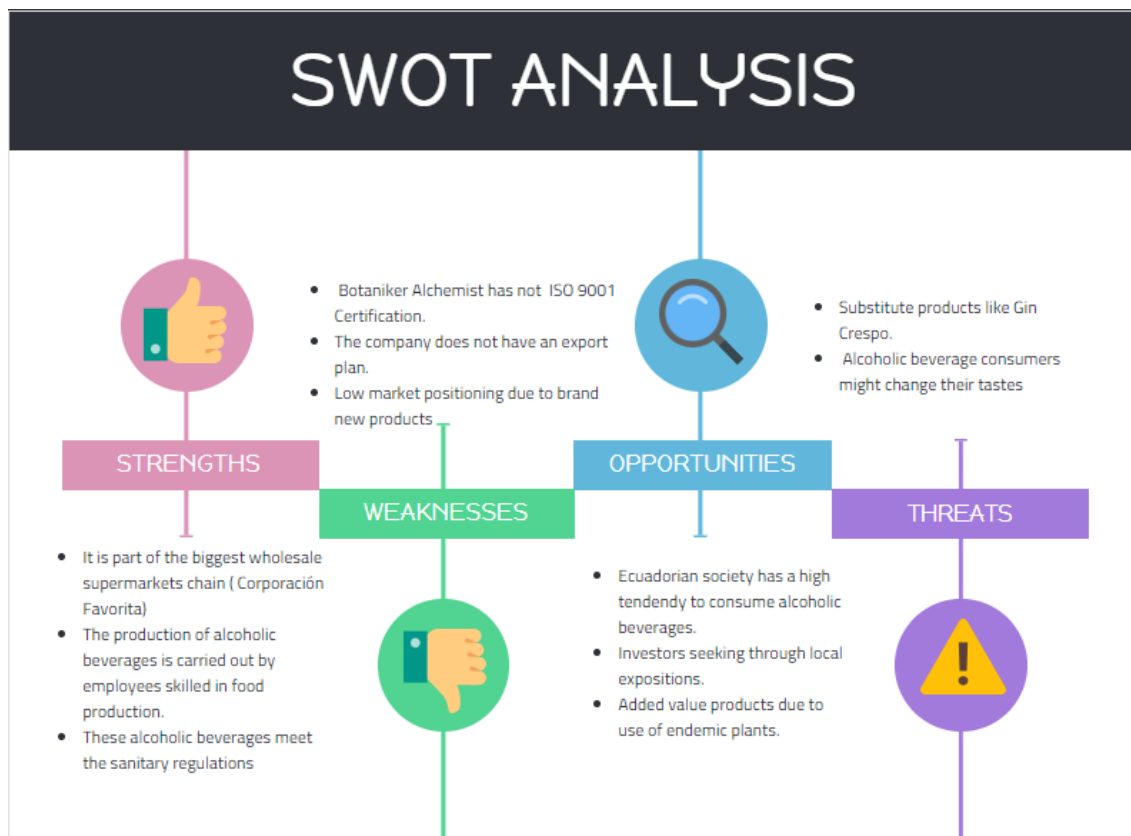 SWOT ANALYSIS
STRENGTHS
• It is part of the biggest wholesale
supermarkets chain ( Corporación
Favorita)
• The production of alcoholic
beverages is carried out by
employees skilled in food
production.
• These alcoholic beverages meet
the sanitary regulations
• Botaniker Alchemist has not ISO 9001
Certification.
• The company does not have an export
plan.
• Low market positioning due to brand
new products
WEAKNESSES
OPPORTUNITIES
• Ecuadorian society has a high
tendendy to consume alcoholic
beverages.
• Investors seeking through local
expositions.
• Added value products due to
use of endemic plants.
• Substitute products like Gin
Crespo.
• Alcoholic beverage consumers
might change their tastes
THREATS